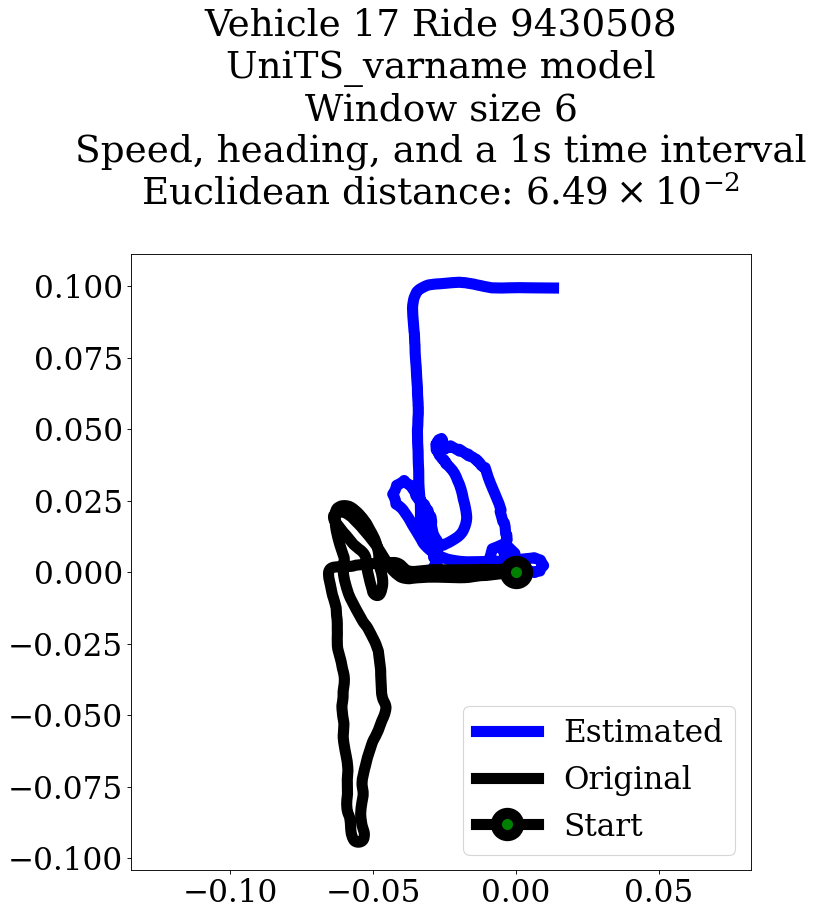 Vehicle 17 Ride 9430508
UniTS_varname model
Window size 6
Speed, heading, and a 1s time interval
Euclidean distance: 6.49 × 10⁻²
0.100
0.075
0.050
0.025
0.000
−0.025
−0.050
−0.075
−0.100
Estimated
Original
Start
−0.10 −0.05 0.00 0.05